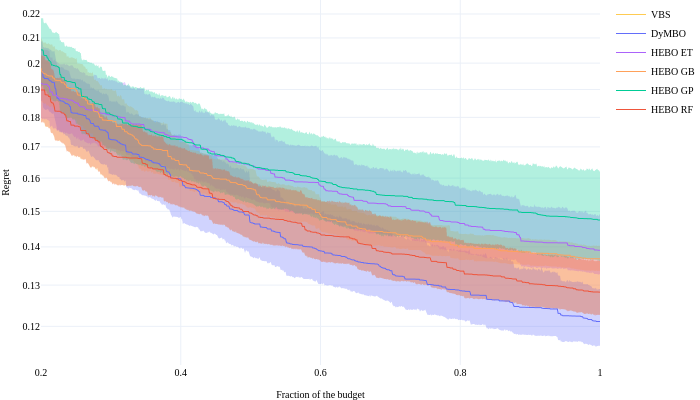 0.22
0.21
0.2
0.19
0.18
0.17
0.16
0.15
0.14
0.13
0.12
Regret
0.2
0.4
0.6
0.8
1
Fraction of the budget
VBS
DyMBO
HEBO ET
HEBO GB
HEBO GP
HEBO RF